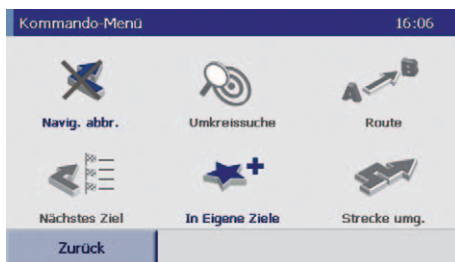 Kommando-Menü 16:06
A B
Navig. abbr. Umkreissuche Route
Nächstes Ziel In Eigene Ziele Strecke umg.
Zurück